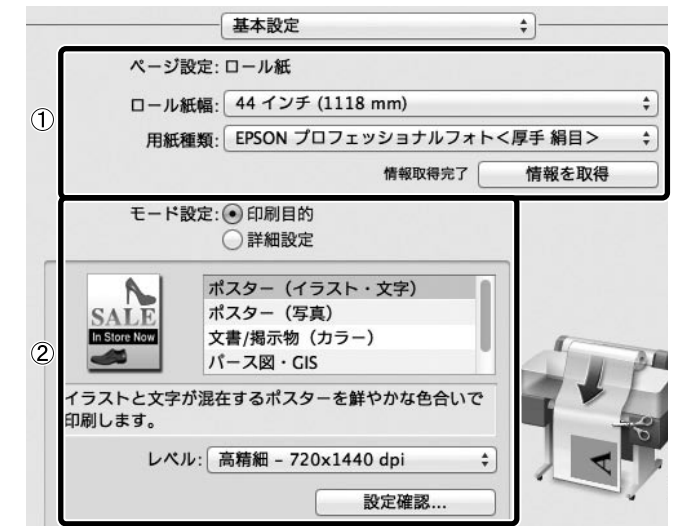 基本設定
ページ設定: ロール紙
ロール紙幅: 44 インチ (1118 mm)
用紙種類: EPSON プロフェッショナルフォト<厚手 絹目>
情報取得完了 情報を取得
①
モード設定: 印刷目的
詳細設定
SALE
In Store Now
ポスター（イラスト・文字）
ポスター（写真）
文書/掲示物（カラー）
パース図・GIS
②
イラストと文字が混在するポスターを鮮やかな色合いで
印刷します。
レベル: 高精細 – 720x1440 dpi
設定確認...
A